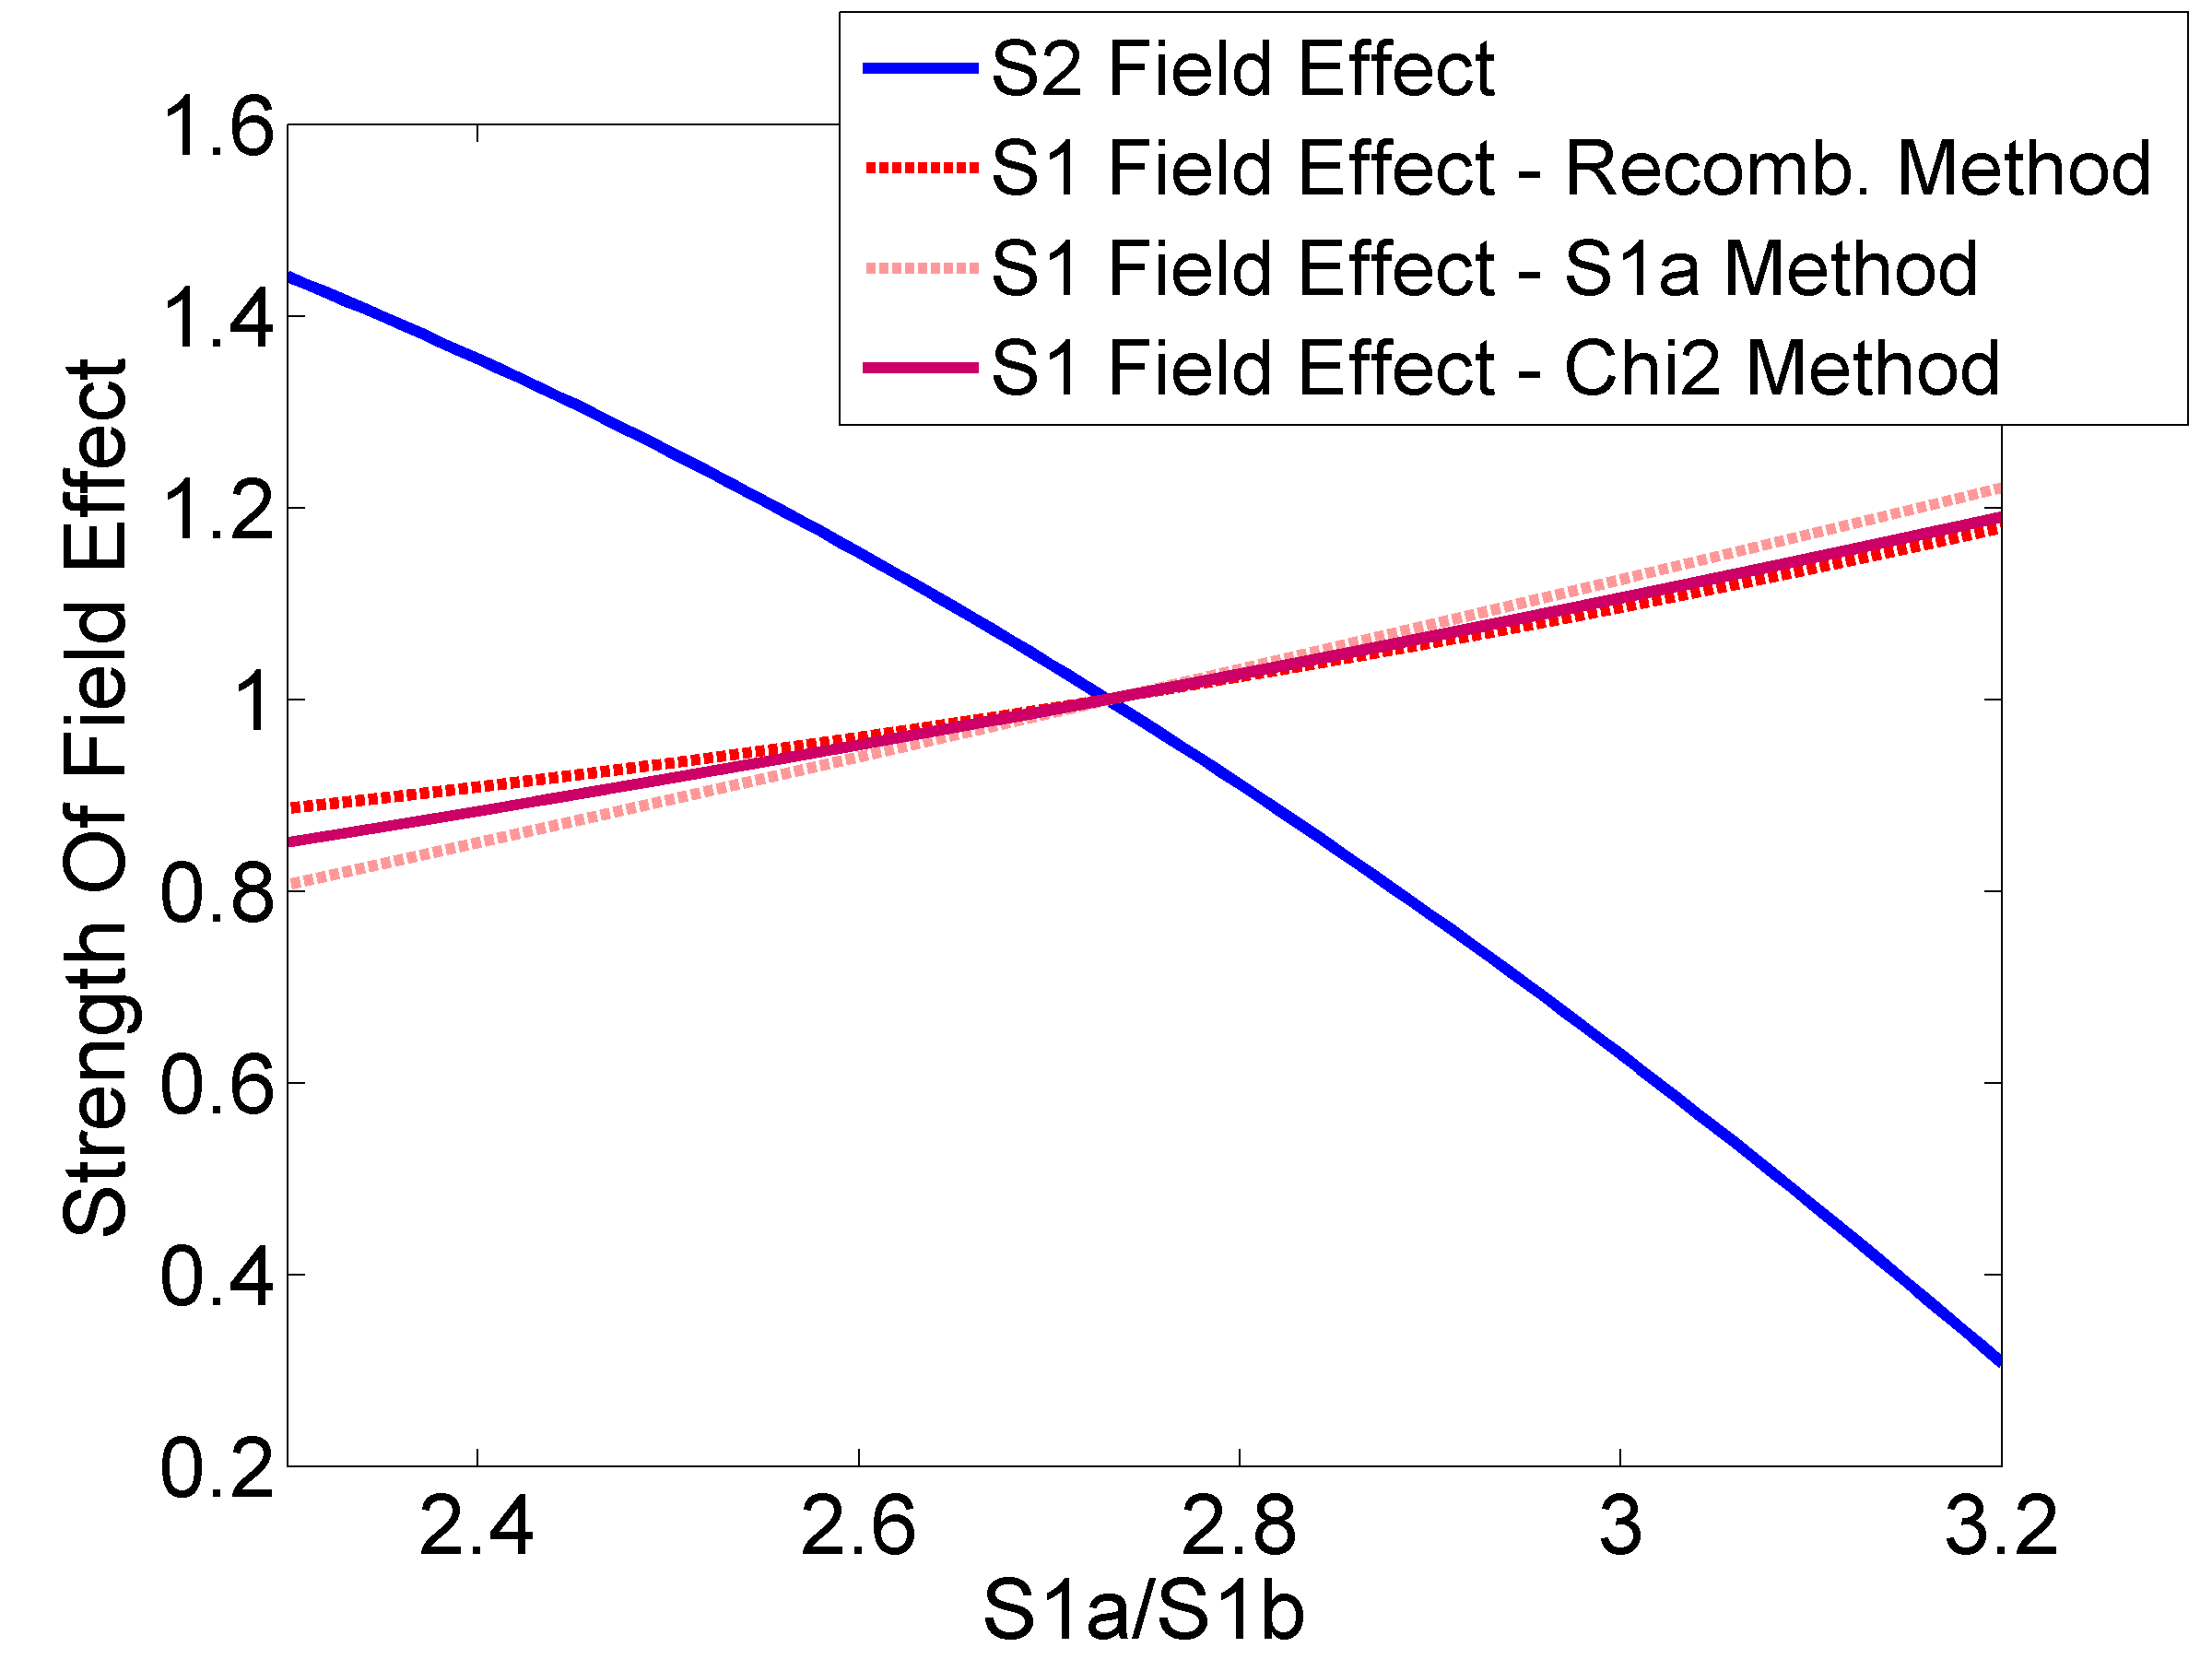 S2 Field Effect
S1 Field Effect - Recomb. Method
S1 Field Effect - S1a Method
S1 Field Effect - Chi2 Method
Strength Of Field Effect
1.6
1.4
1.2
1
0.8
0.6
0.4
0.2
2.4 2.6 2.8 3 3.2
S1a/S1b